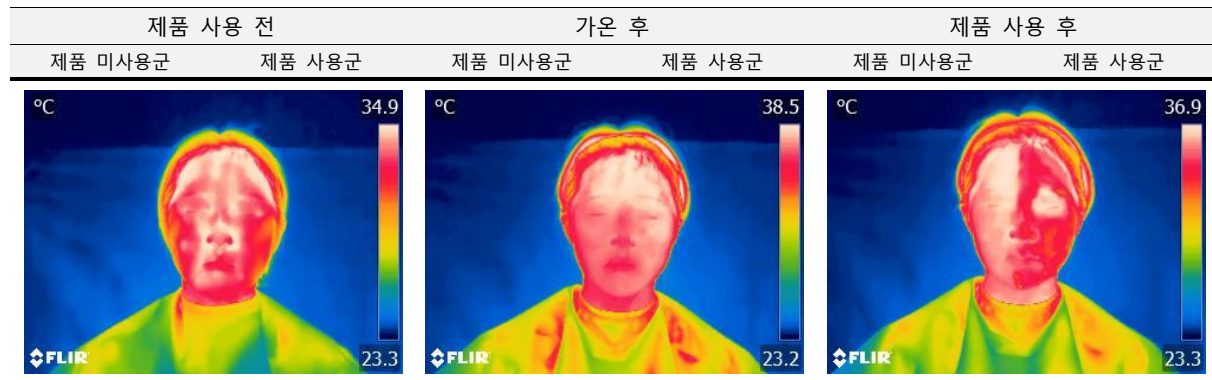 제품 사용 전 가온 후 제품 사용 후
제품 미사용군 제품 사용군 제품 미사용군 제품 사용군 제품 미사용군 제품 사용군
°C 34.9 °C 38.5 °C 36.9
FLIR 23.3 FLIR 23.2 FLIR 23.3